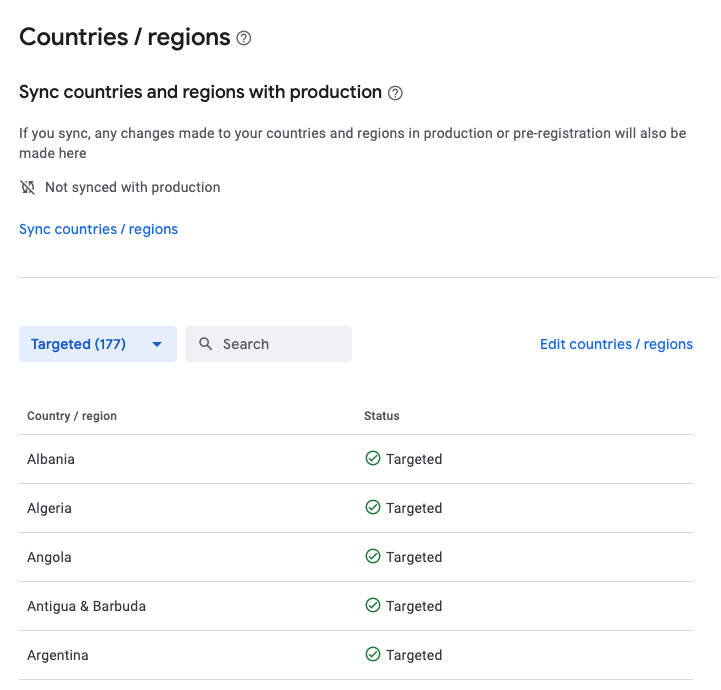 Countries / regions
Sync countries and regions with production
If you sync, any changes made to your countries and regions in production or pre-registration will also be
made here
Not synced with production
Sync countries / regions
Targeted (177)
Search
Edit countries / regions
Country / region
Status
Albania
Targeted
Algeria
Targeted
Angola
Targeted
Antigua & Barbuda
Targeted
Argentina
Targeted